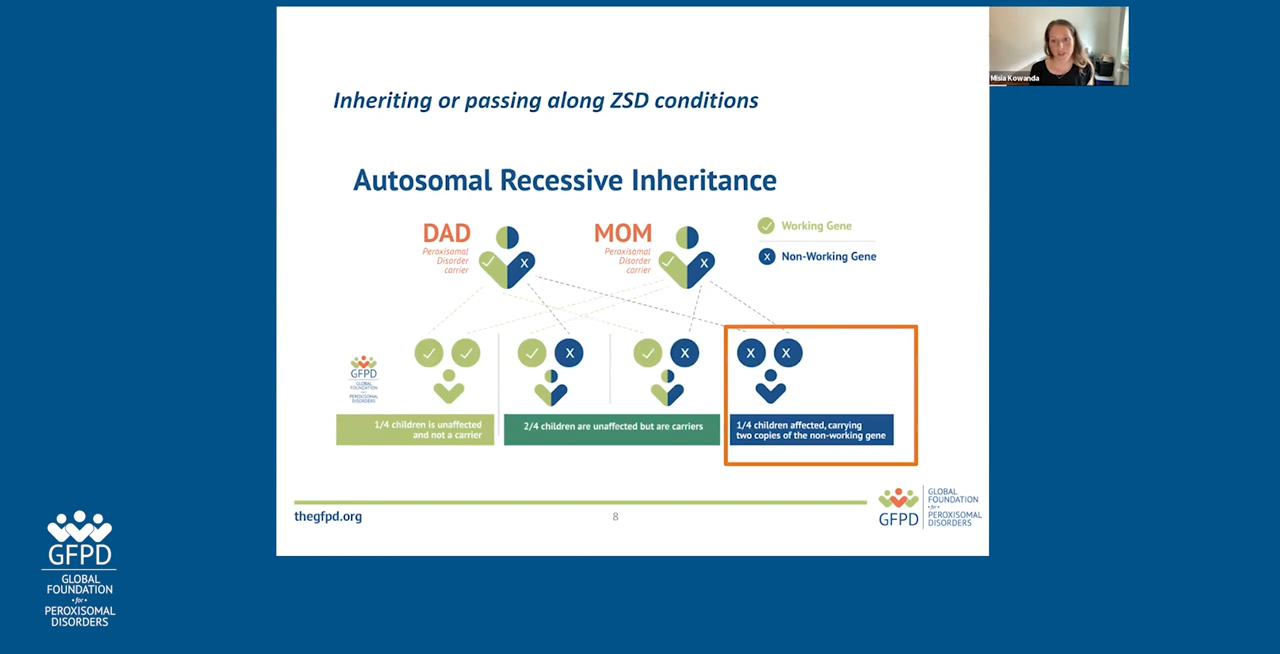 Misia Kowanda
Inheriting or passing along ZSD conditions
Autosomal Recessive Inheritance
DAD
Peroxisomal
Disorder
carrier
MOM
Peroxisomal
Disorder
carrier
Working Gene
X Non-Working Gene
X
X
X
X
X X
GFPD
GLOBAL
FOUNDATION
for
PEROXISOMAL
DISORDERS
1/4 children is unaffected
and not a carrier
2/4 children are unaffected but are carriers
1/4 children affected, carrying
two copies of the non-working gene
thegfpd.org
8
GFPD
GLOBAL
FOUNDATION
for
PEROXISOMAL
DISORDERS
GFPD
GLOBAL
FOUNDATION
for
PEROXISOMAL
DISORDERS